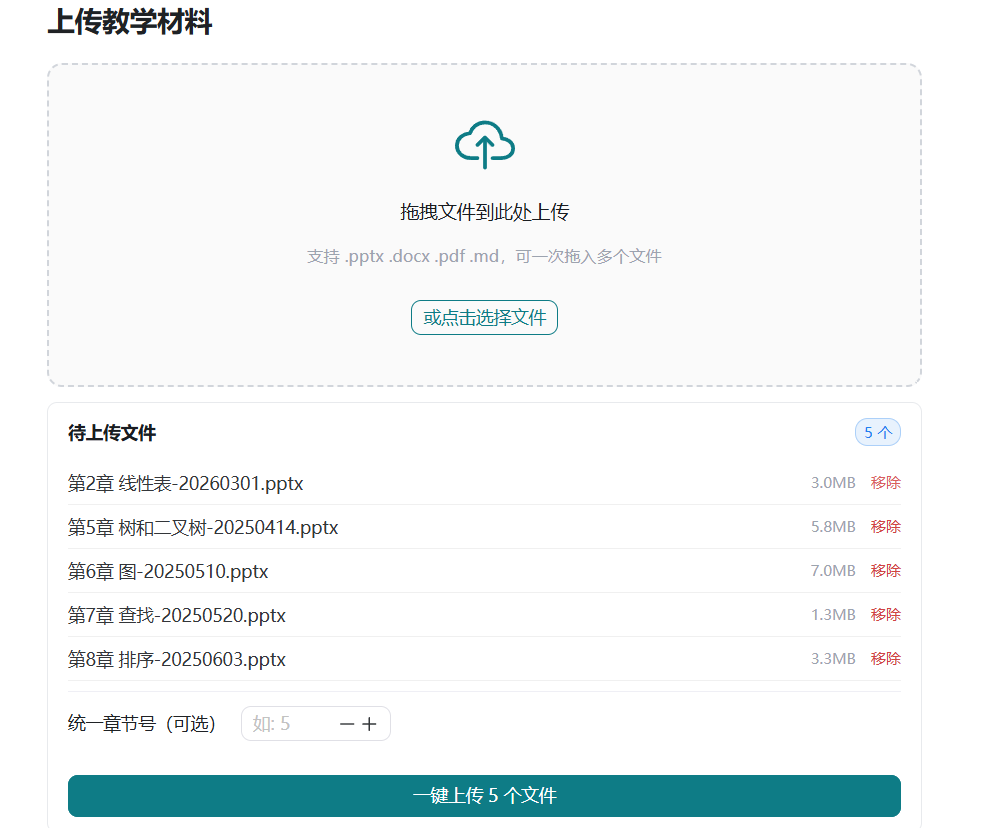 上传教学材料
拖拽文件到此处上传
支持 .pptx .docx .pdf .md，可一次拖入多个文件
或点击选择文件
待上传文件 5 个
第2章 线性表-20260301.pptx 3.0MB 移除
第5章 树和二叉树-20250414.pptx 5.8MB 移除
第6章 图-20250510.pptx 7.0MB 移除
第7章 查找-20250520.pptx 1.3MB 移除
第8章 排序-20250603.pptx 3.3MB 移除
统一章节号（可选） 如: 5
一键上传 5 个文件